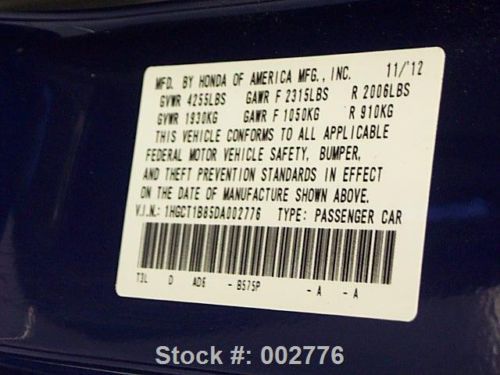 MFD. BY HONDA OF AMERICA MFG., INC. 11/'12
GVWR 4255LBS GAWR F 2315LBS R 2006LBS
GVWR 1930KG GAWR F 1050KG R 910KG
THIS VEHICLE CONFORMS TO ALL APPLICABLE
FEDERAL MOTOR VEHICLE SAFETY, BUMPER,
AND THEFT PREVENTION STANDARDS IN EFFECT
ON THE DATE OF MANUFACTURE SHOWN ABOVE.
V.I.N.: 1HGCT1B85DA002776 TYPE: PASSENGER CAR
T3L D AD6 - B575P - A - A
Stock #: 002776